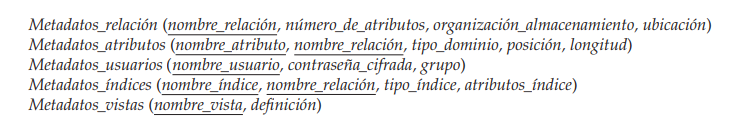 Metadatos_relación (nombre_relación, número_de_atributos, organización_almacenamiento, ubicación)
Metadatos_atributos (nombre_atributo, nombre_relación, tipo_dominio, posición, longitud)
Metadatos_usuarios (nombre_usuario, contraseña_cifrada, grupo)
Metadatos_índices (nombre_índice, nombre_relación, tipo_índice, atributos_índice)
Metadatos_vistas (nombre_vista, definición)